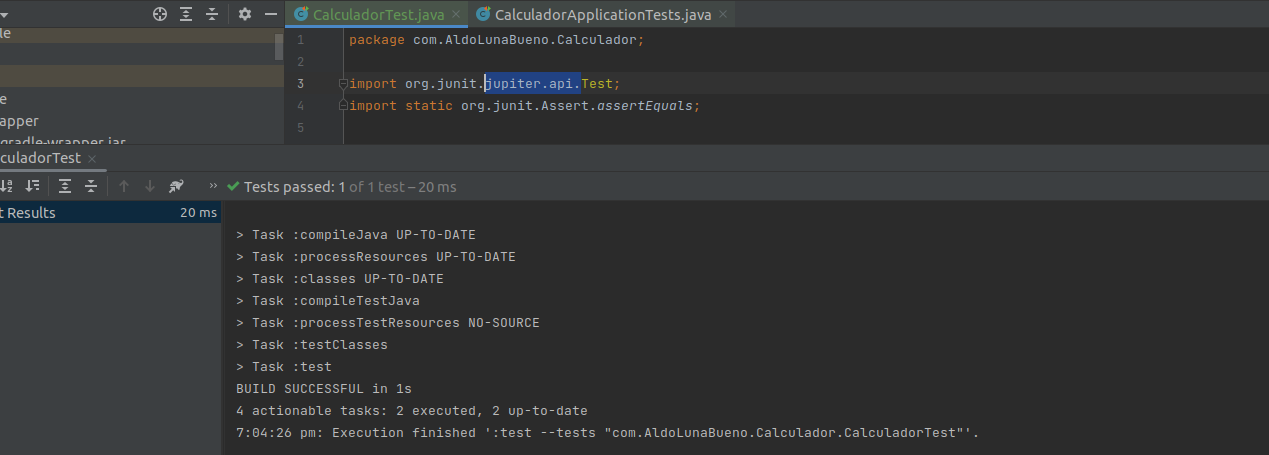 le
e
apper
gradle-wrapper.jar
CalculadorTest.java
CalculadorApplicationTests.java
1 package com.AldoLunaBueno.Calculador;
2
3 import org.junit.jupiter.api.Test;
4 import static org.junit.Assert.assertEquals;
5
culadorTest
Tests passed: 1 of 1 test – 20 ms
t Results 20 ms
> Task :compileJava UP-TO-DATE
> Task :processResources UP-TO-DATE
> Task :classes UP-TO-DATE
> Task :compileTestJava
> Task :processTestResources NO-SOURCE
> Task :testClasses
> Task :test
BUILD SUCCESSFUL in 1s
4 actionable tasks: 2 executed, 2 up-to-date
7:04:26 pm: Execution finished ':test --tests "com.AldoLunaBueno.Calculador.CalculadorTest"'.